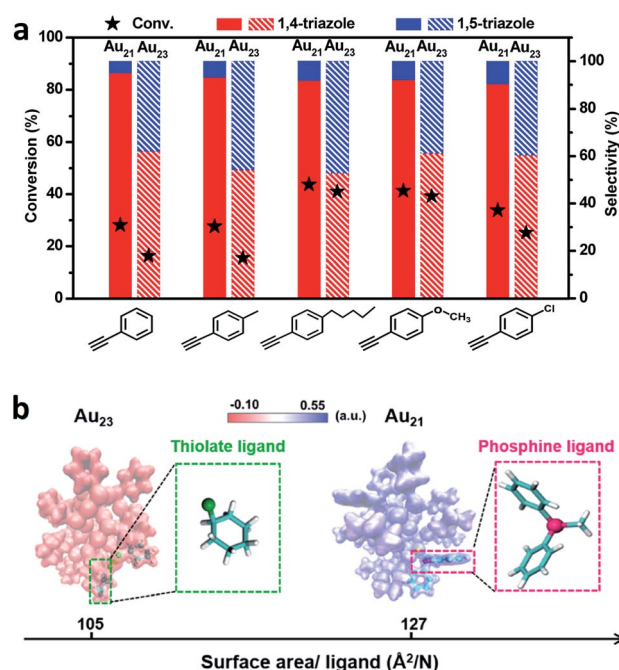 a
★ Conv. 1,4-triazole 1,5-triazole
Au21 Au23 Au21 Au23 Au21 Au23 Au21 Au23 Au21 Au23
Conversion (%)
100
80
60
40
20
0
Selectivity (%)
100
80
60
40
20
0
O CH3
Cl
b
Au23
-0.10 0.55
(a.u.)
Au21
Thiolate ligand
Phosphine ligand
105 127
Surface area/ ligand (Å²/N)